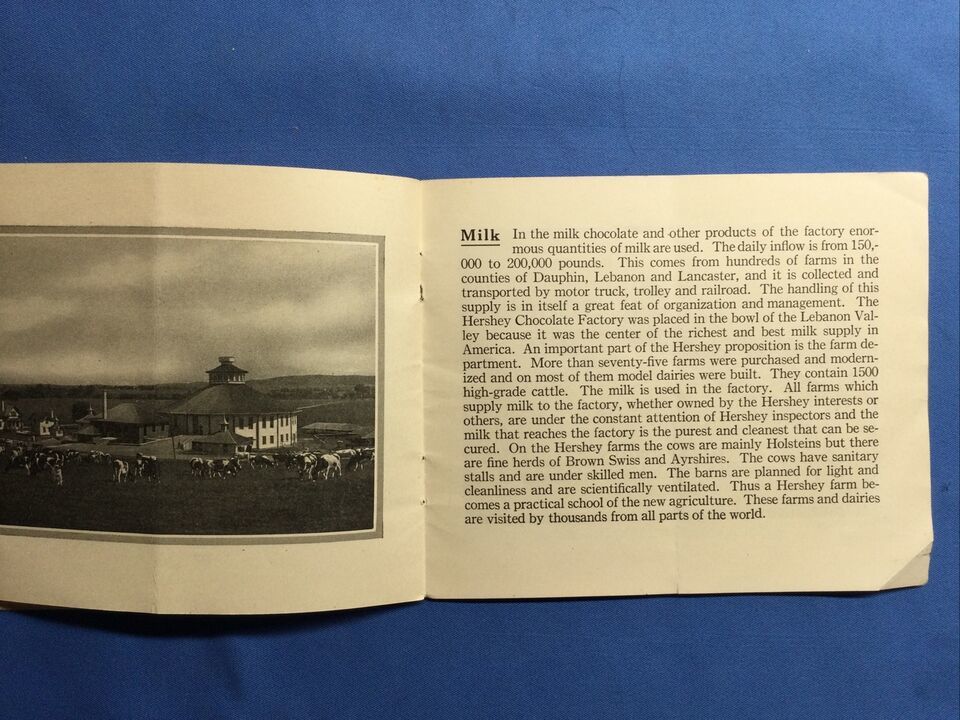 Milk In the milk chocolate and other products of the factory enor-
mous quantities of milk are used. The daily inflow is from 150,-
000 to 200,000 pounds. This comes from hundreds of farms in the
counties of Dauphin, Lebanon and Lancaster, and it is collected and
transported by motor truck, trolley and railroad. The handling of this
supply is in itself a great feat of organization and management. The
Hershey Chocolate Factory was placed in the bowl of the Lebanon Val-
ley because it was the center of the richest and best milk supply in
America. An important part of the Hershey proposition is the farm de-
partment. More than seventy-five farms were purchased and modern-
ized and on most of them model dairies were built. They contain 1500
high-grade cattle. The milk is used in the factory. All farms which
supply milk to the factory, whether owned by the Hershey interests or
others, are under the constant attention of Hershey inspectors and the
milk that reaches the factory is the purest and cleanest that can be se-
cured. On the Hershey farms the cows are mainly Holsteins but there
are fine herds of Brown Swiss and Ayrshires. The cows have sanitary
stalls and are under skilled men. The barns are planned for light and
cleanliness and are scientifically ventilated. Thus a Hershey farm be-
comes a practical school of the new agriculture. These farms and dairies
are visited by thousands from all parts of the world.